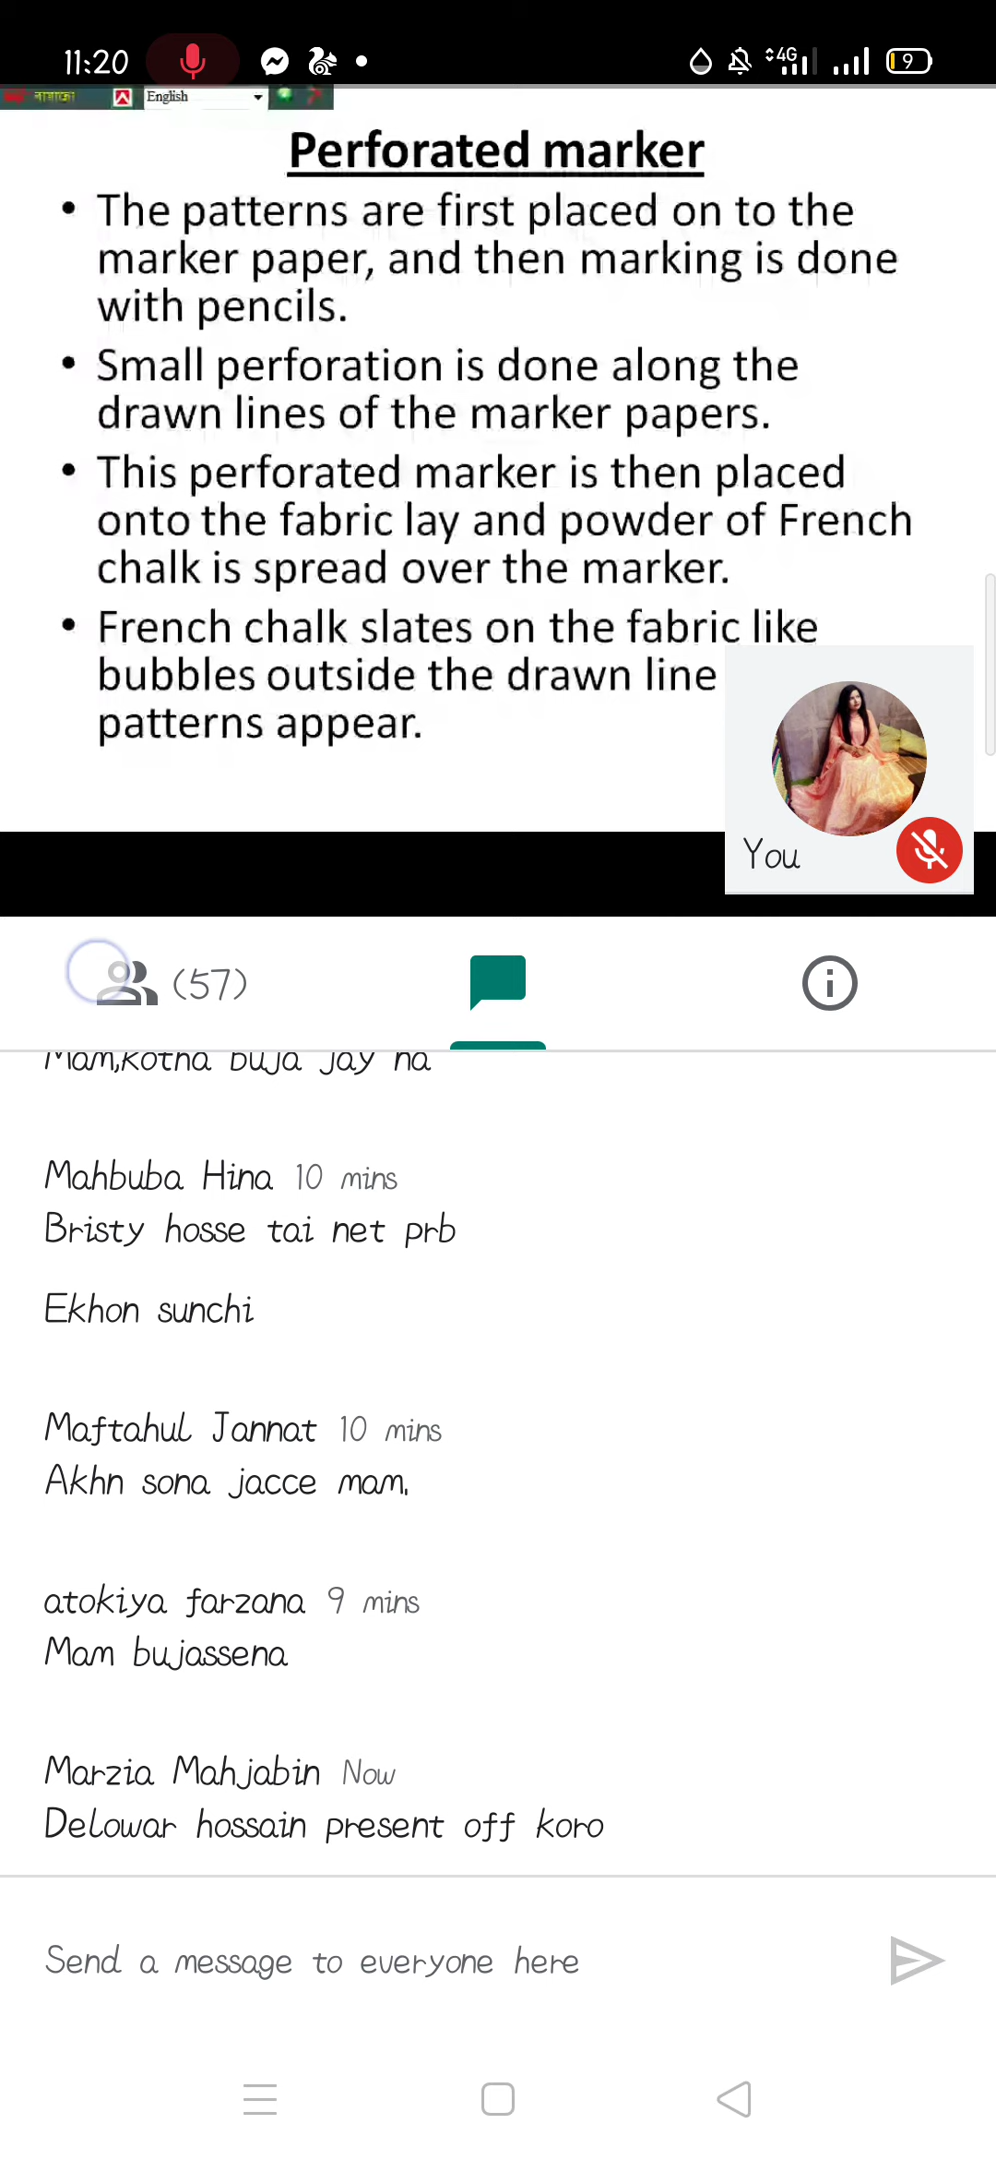 11:20
4G
9
English
Perforated marker
• The patterns are first placed on to the
marker paper, and then marking is done
with pencils.
• Small perforation is done along the
drawn lines of the marker papers.
• This perforated marker is then placed
onto the fabric lay and powder of French
chalk is spread over the marker.
• French chalk slates on the fabric like
bubbles outside the drawn line
patterns appear.
You
(57)
Mam,kotha buja jay na
Mahbuba Hina 10 mins
Bristy hosse tai net prb
Ekhon sunchi
Maftahul Jannat 10 mins
Akhn sona jacce mam,
atokiya farzana 9 mins
Mam bujassena
Marzia Mahjabin Now
Delowar hossain present off koro
Send a message to everyone here